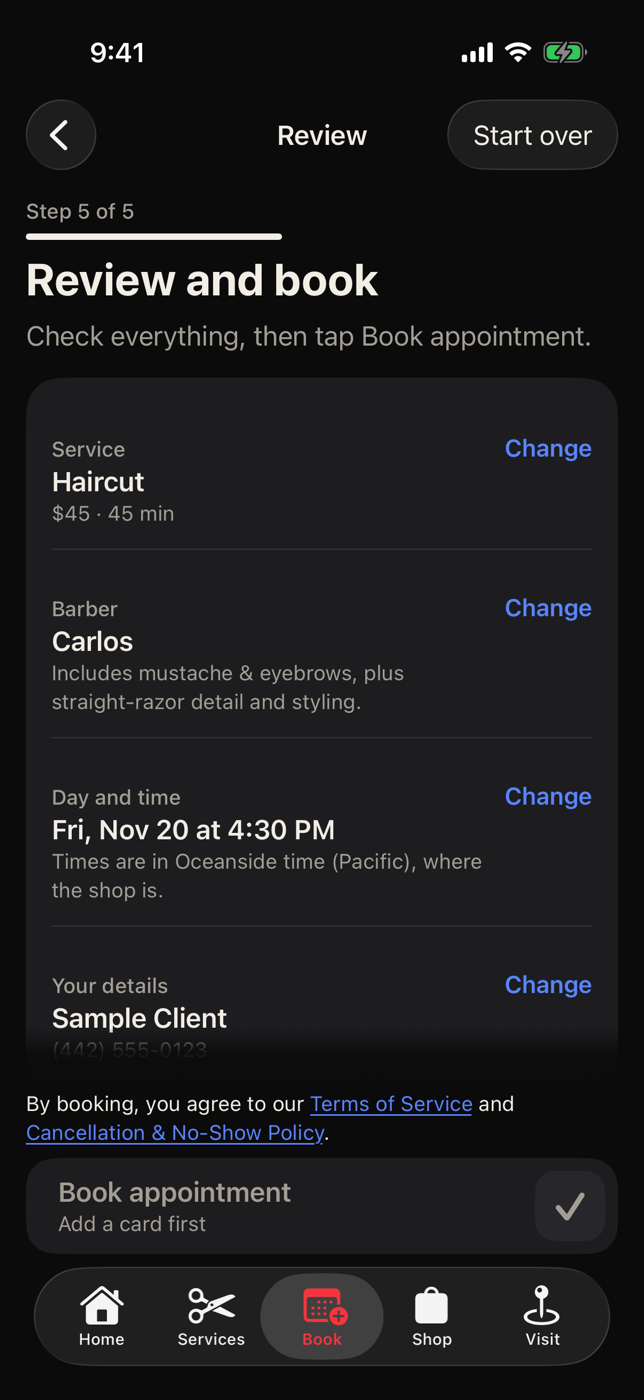 9:41
Review
Start over
Step 5 of 5
Review and book
Check everything, then tap Book appointment.
Service
Change
Haircut
$45 · 45 min
Barber
Change
Carlos
Includes mustache & eyebrows, plus
straight-razor detail and styling.
Day and time
Change
Fri, Nov 20 at 4:30 PM
Times are in Oceanside time (Pacific), where
the shop is.
Your details
Change
Sample Client
(442) 555-0123
By booking, you agree to our Terms of Service and
Cancellation & No-Show Policy.
Book appointment
Add a card first
Home
Services
Book
Shop
Visit